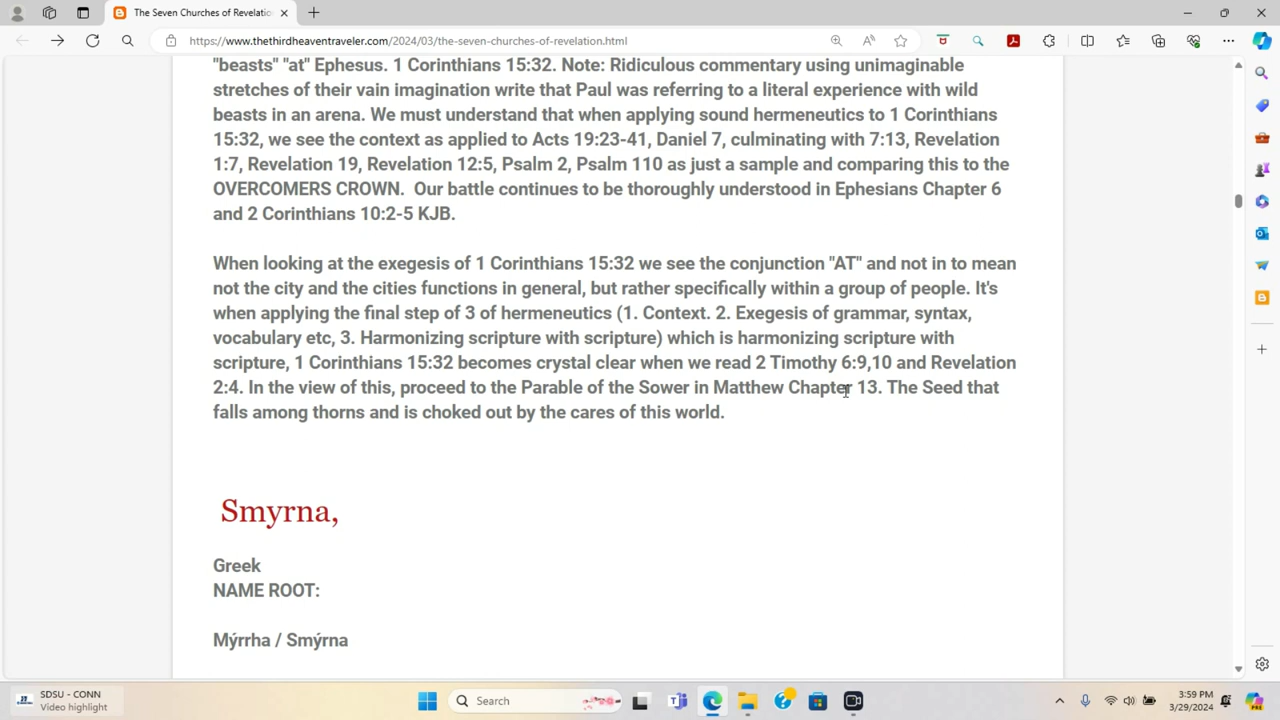 The Seven Churches of Revelatio
https://www.thethirdheaventraveler.com/2024/03/the-seven-churches-of-revelation.html
"beasts" "at" Ephesus. 1 Corinthians 15:32. Note: Ridiculous commentary using unimaginable
stretches of their vain imagination write that Paul was referring to a literal experience with wild
beasts in an arena. We must understand that when applying sound hermeneutics to 1 Corinthians
15:32, we see the context as applied to Acts 19:23-41, Daniel 7, culminating with 7:13, Revelation
1:7, Revelation 19, Revelation 12:5, Psalm 2, Psalm 110 as just a sample and comparing this to the
OVERCOMERS CROWN.  Our battle continues to be thoroughly understood in Ephesians Chapter 6
and 2 Corinthians 10:2-5 KJB.
When looking at the exegesis of 1 Corinthians 15:32 we see the conjunction "AT" and not in to mean
not the city and the cities functions in general, but rather specifically within a group of people. It's
when applying the final step of 3 of hermeneutics (1. Context. 2. Exegesis of grammar, syntax,
vocabulary etc, 3. Harmonizing scripture with scripture) which is harmonizing scripture with
scripture, 1 Corinthians 15:32 becomes crystal clear when we read 2 Timothy 6:9,10 and Revelation
2:4. In the view of this, proceed to the Parable of the Sower in Matthew Chapter 13. The Seed that
falls among thorns and is choked out by the cares of this world.
Smyrna,
Greek
NAME ROOT:
Mýrrha / Smýrna
SDSU - CONN
Video highlight
Search
3:59 PM
3/29/2024